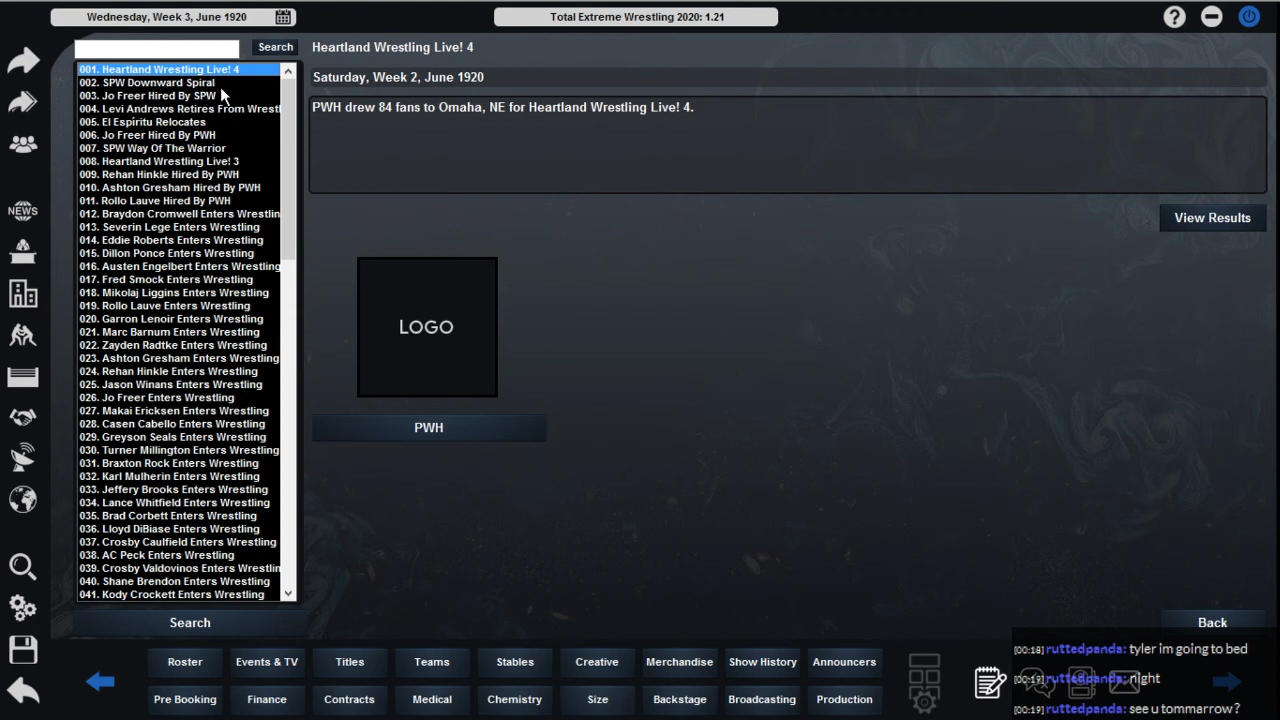 Wednesday, Week 3, June 1920
Total Extreme Wrestling 2020: 1.21
Search
Heartland Wrestling Live! 4
Saturday, Week 2, June 1920
PWH drew 84 fans to Omaha, NE for Heartland Wrestling Live! 4.
View Results
LOGO
PWH
NEWS
001. Heartland Wrestling Live! 4
002. SPW Downward Spiral
003. Jo Freer Hired By SPW
004. Levi Andrews Retires From Wrestl
005. El Espíritu Relocates
006. Jo Freer Hired By PWH
007. SPW Way Of The Warrior
008. Heartland Wrestling Live! 3
009. Rehan Hinkle Hired By PWH
010. Ashton Gresham Hired By PWH
011. Rollo Lauve Hired By PWH
012. Braydon Cromwell Enters Wrestlin
013. Severin Lege Enters Wrestling
014. Eddie Roberts Enters Wrestling
015. Dillon Ponce Enters Wrestling
016. Austen Engelbert Enters Wrestling
017. Fred Smock Enters Wrestling
018. Mikolaj Liggins Enters Wrestling
019. Rollo Lauve Enters Wrestling
020. Garron Lenoir Enters Wrestling
021. Marc Barnum Enters Wrestling
022. Zayden Radtke Enters Wrestling
023. Ashton Gresham Enters Wrestling
024. Rehan Hinkle Enters Wrestling
025. Jason Winans Enters Wrestling
026. Jo Freer Enters Wrestling
027. Makai Ericksen Enters Wrestling
028. Casen Cabello Enters Wrestling
029. Greyson Seals Enters Wrestling
030. Turner Millington Enters Wrestling
031. Braxton Rock Enters Wrestling
032. Karl Mulherin Enters Wrestling
033. Jeffery Brooks Enters Wrestling
034. Lance Whitfield Enters Wrestling
035. Brad Corbett Enters Wrestling
036. Lloyd DiBiase Enters Wrestling
037. Crosby Caulfield Enters Wrestling
038. AC Peck Enters Wrestling
039. Crosby Valdovinos Enters Wrestlin
040. Shane Brendon Enters Wrestling
041. Kody Crockett Enters Wrestling
Search
Back
Roster
Events & TV
Titles
Teams
Stables
Creative
Merchandise
Show History
Announcers
Pre Booking
Finance
Contracts
Medical
Chemistry
Size
Backstage
Broadcasting
Production
[00:18] ruttedpanda: tyler im going to bed
[00:19] ruttedpanda: night
[00:19] ruttedpanda: see u tommarrow?